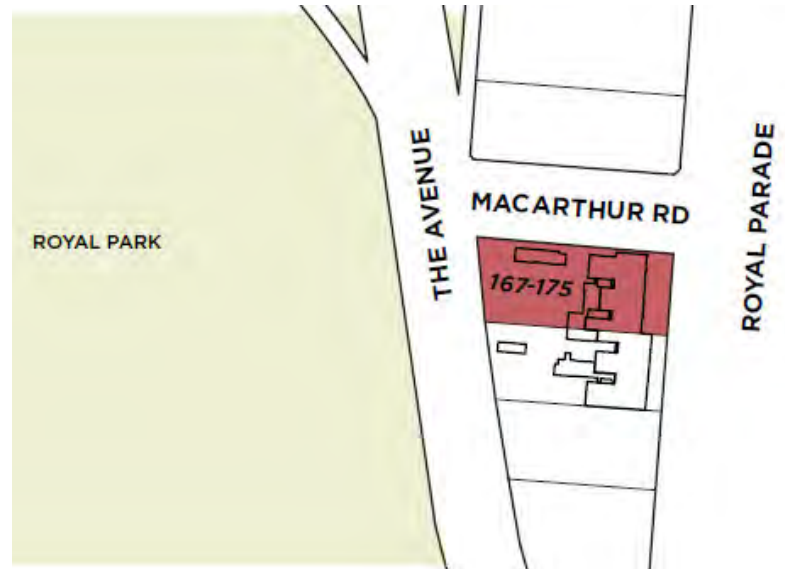 ROYAL PARK
THE AVENUE
MACARTHUR RD
ROYAL PARADE
167-175